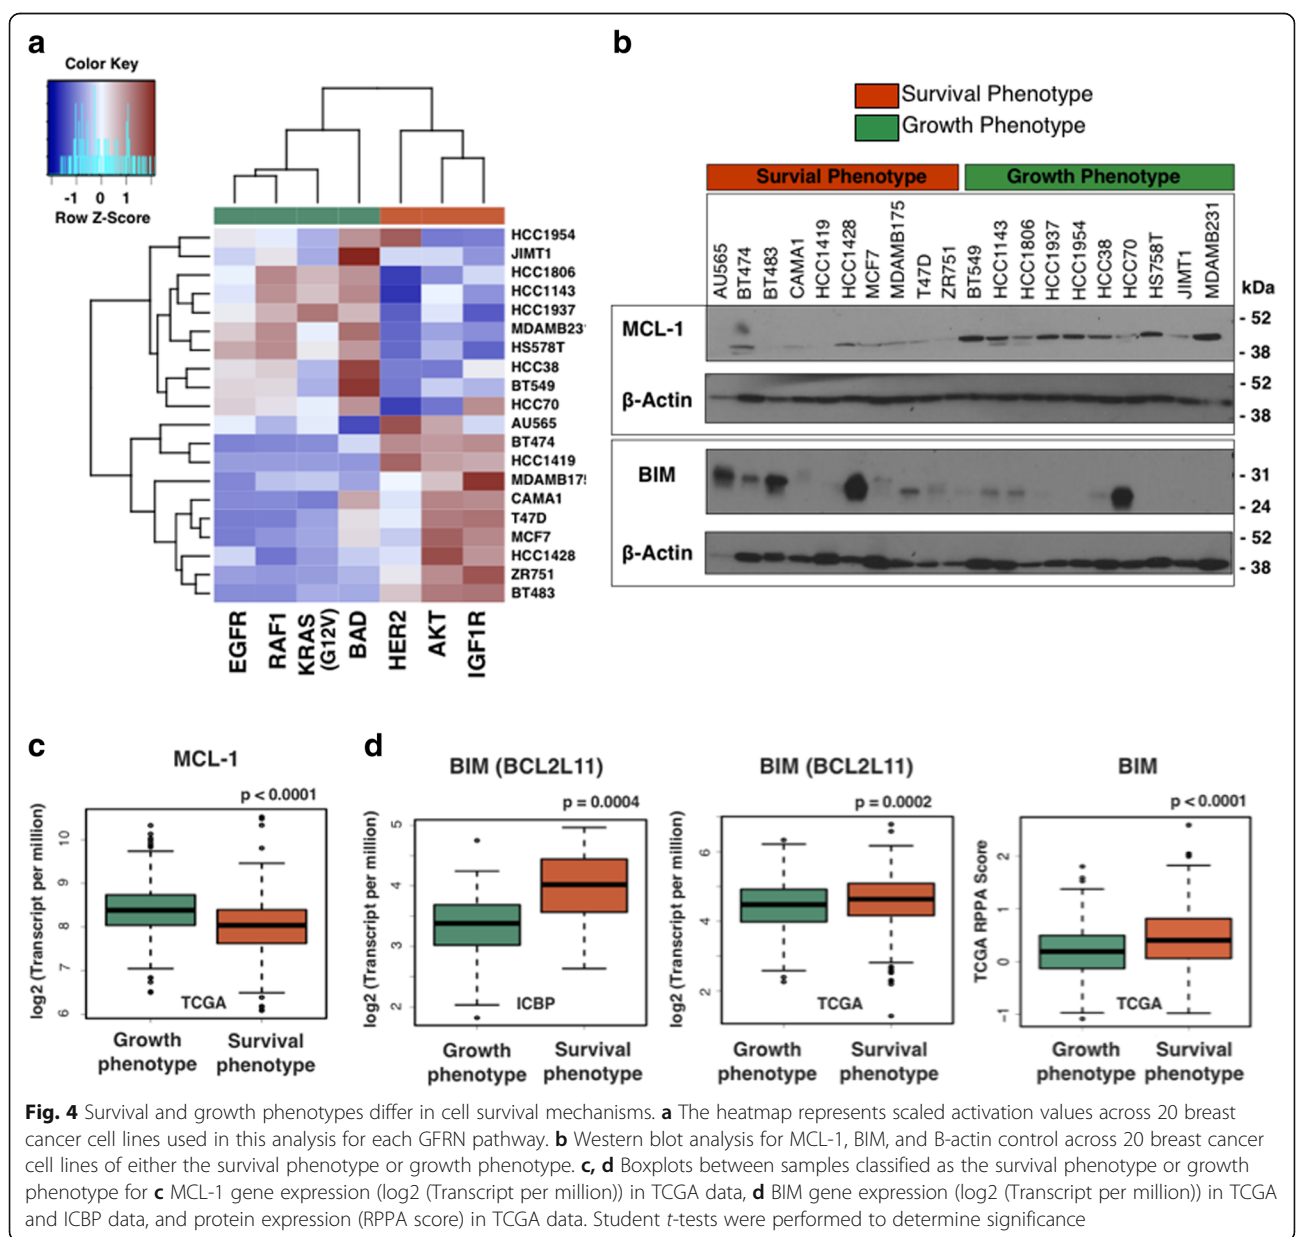 a
Color Key
-1 0 1
Row Z-Score
HCC1954
JIMT1
HCC1806
HCC1143
HCC1937
MDAMB23
HS578T
HCC38
BT549
HCC70
AU565
BT474
HCC1419
MDAMB17
CAMA1
T47D
MCF7
HCC1428
ZR751
BT483
EGFR
RAF1
KRAS
(G12V)
BAD
HER2
AKT
IGF1R
b
Survival Phenotype
Growth Phenotype
Survial Phenotype
Growth Phenotype
AU565
BT474
BT483
CAMA1
HCC1419
HCC1428
MCF7
MDAMB175
T47D
ZR751
BT549
HCC1143
HCC1806
HCC1937
HCC1954
HCC38
HCC70
HS758T
JIMT1
MDAMB231
kDa
MCL-1
- 52
- 38
β-Actin
- 52
- 38
BIM
- 31
- 24
β-Actin
- 52
- 38
c
MCL-1
p < 0.0001
log2 (Transcript per million)
10
9
8
7
6
TCGA
Growth
phenotype
Survival
phenotype
d
BIM (BCL2L11)
p = 0.0004
log2 (Transcript per million)
5
4
3
2
ICBP
Growth
phenotype
Survival
phenotype
BIM (BCL2L11)
p = 0.0002
log2 (Transcript per million)
6
4
2
TCGA
Growth
phenotype
Survival
phenotype
BIM
p < 0.0001
TCGA RPPA Score
2
1
0
-1
TCGA
Growth
phenotype
Survival
phenotype
Fig. 4 Survival and growth phenotypes differ in cell survival mechanisms. a The heatmap represents scaled activation values across 20 breast
cancer cell lines used in this analysis for each GFRN pathway. b Western blot analysis for MCL-1, BIM, and B-actin control across 20 breast cancer
cell lines of either the survival phenotype or growth phenotype. c, d Boxplots between samples classified as the survival phenotype or growth
phenotype for c MCL-1 gene expression (log2 (Transcript per million)) in TCGA data, d BIM gene expression (log2 (Transcript per million)) in TCGA
and ICBP data, and protein expression (RPPA score) in TCGA data. Student t-tests were performed to determine significance